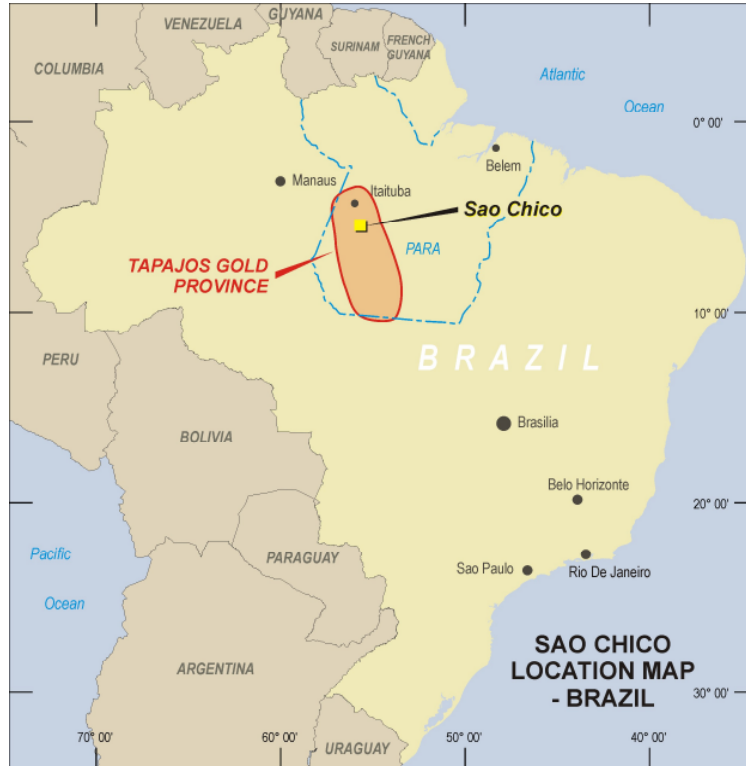 GUYANA
VENEZUELA
SURINAM
FRENCH
GUYANA
COLUMBIA
Atlantic
Ocean
0° 00'
Belem
Manaus
Itaituba
Sao Chico
PARA
TAPAJOS GOLD
PROVINCE
10° 00'
PERU
BRAZIL
BOLIVIA
Brasilia
Belo Horizonte
20° 00'
Pacific
Ocean
PARAGUAY
Sao Paulo
Rio De Janeiro
ARGENTINA
SAO CHICO
LOCATION MAP
- BRAZIL
30° 00'
URUGUAY
70° 00'
60° 00'
50° 00'
40° 00'